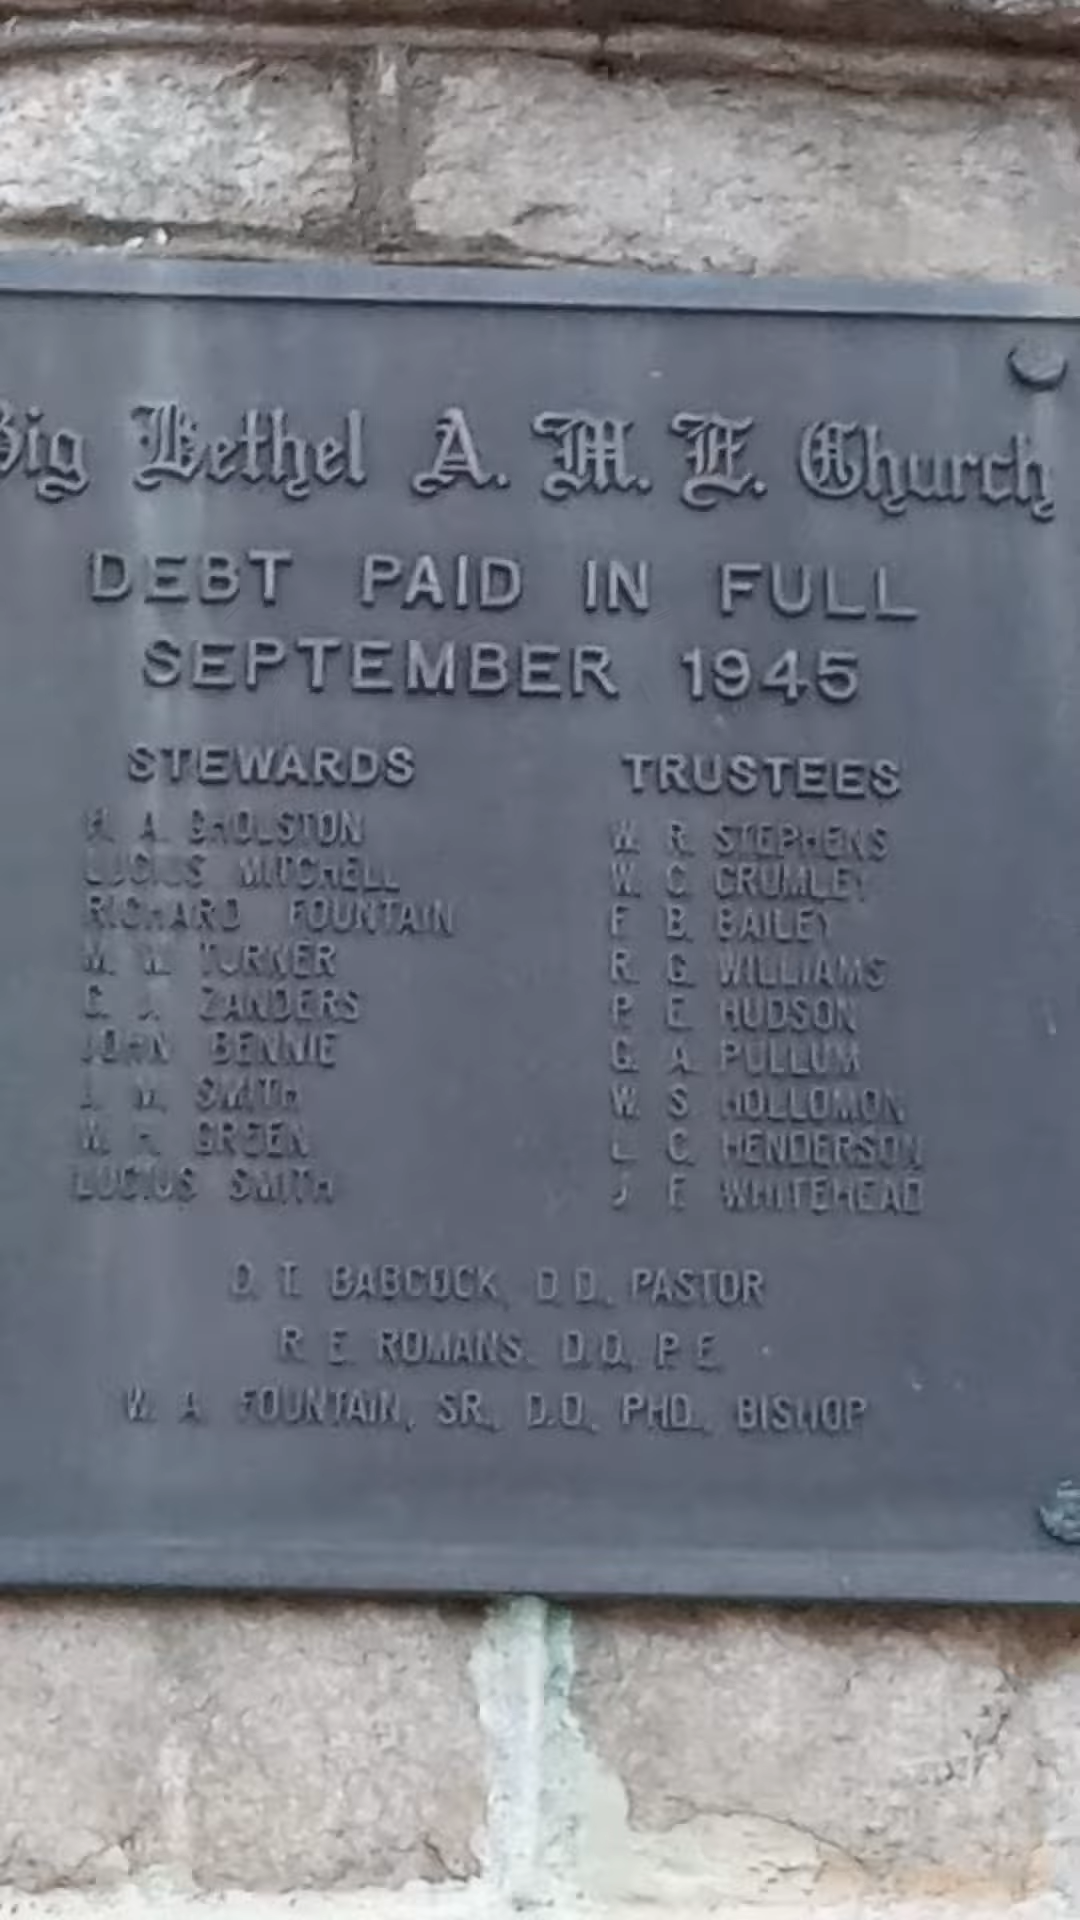 Big Bethel A. M. E. Church
DEBT PAID IN FULL
SEPTEMBER 1945
STEWARDS
H. A. GHOLSTON
LUCIUS MITCHELL
RICHARD FOUNTAIN
M. W. TURNER
ZANDERS
JOHN BENNIE
J. M. SMITH
W. H. GREEN
LUCIUS SMITH
TRUSTEES
W. R. STEPHENS
W. C. CRUMLEY
B. BAILEY
R. G. WILLIAMS
P. E. HUDSON
G. A. PULLUM
W. S. HOLLOMON
L. C. HENDERSON
J. WHITEHEAD
D. T. BABCOCK, D.D., PASTOR
R. E. ROMANS, D.D., P.E.
W. A. FOUNTAIN, SR., D.D., PHD., BISHOP